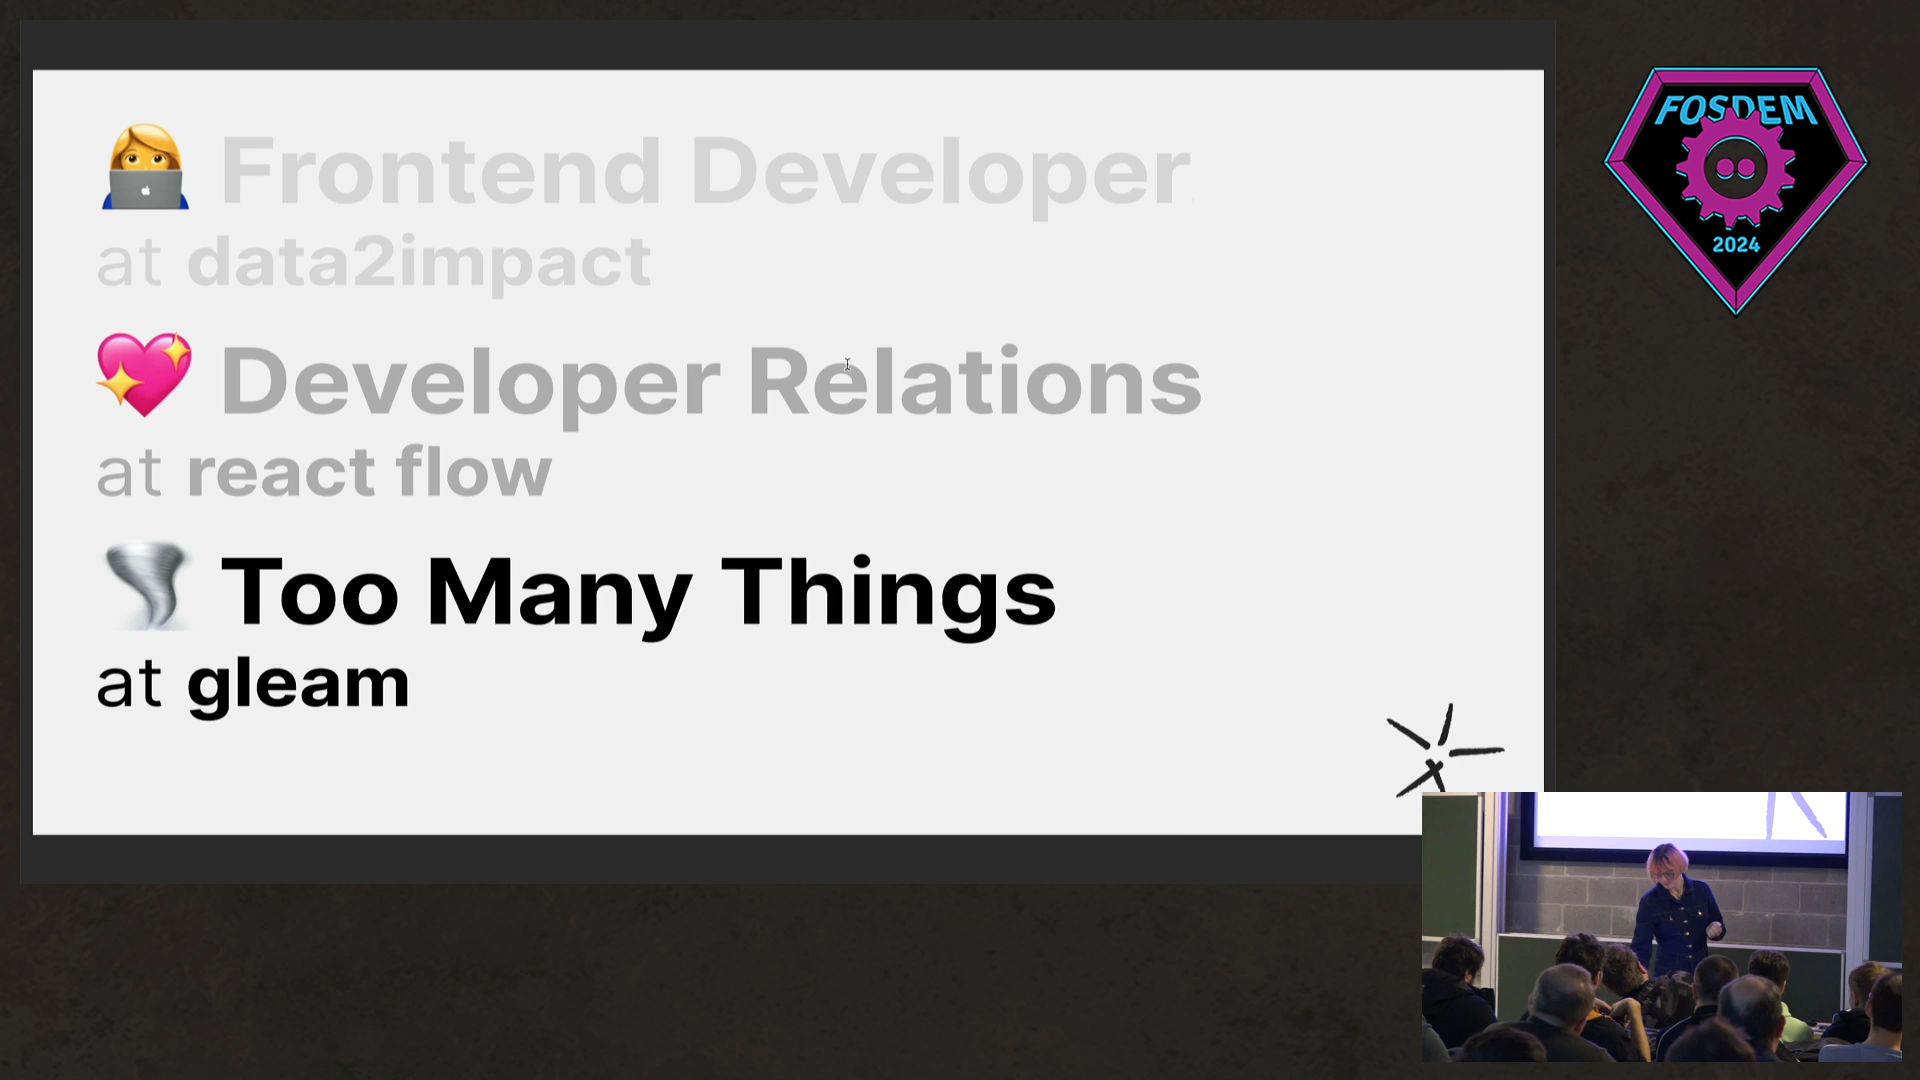 Frontend Developer
at data2impact
Developer Relations
at react flow
Too Many Things
at gleam
FOSDEM
2024